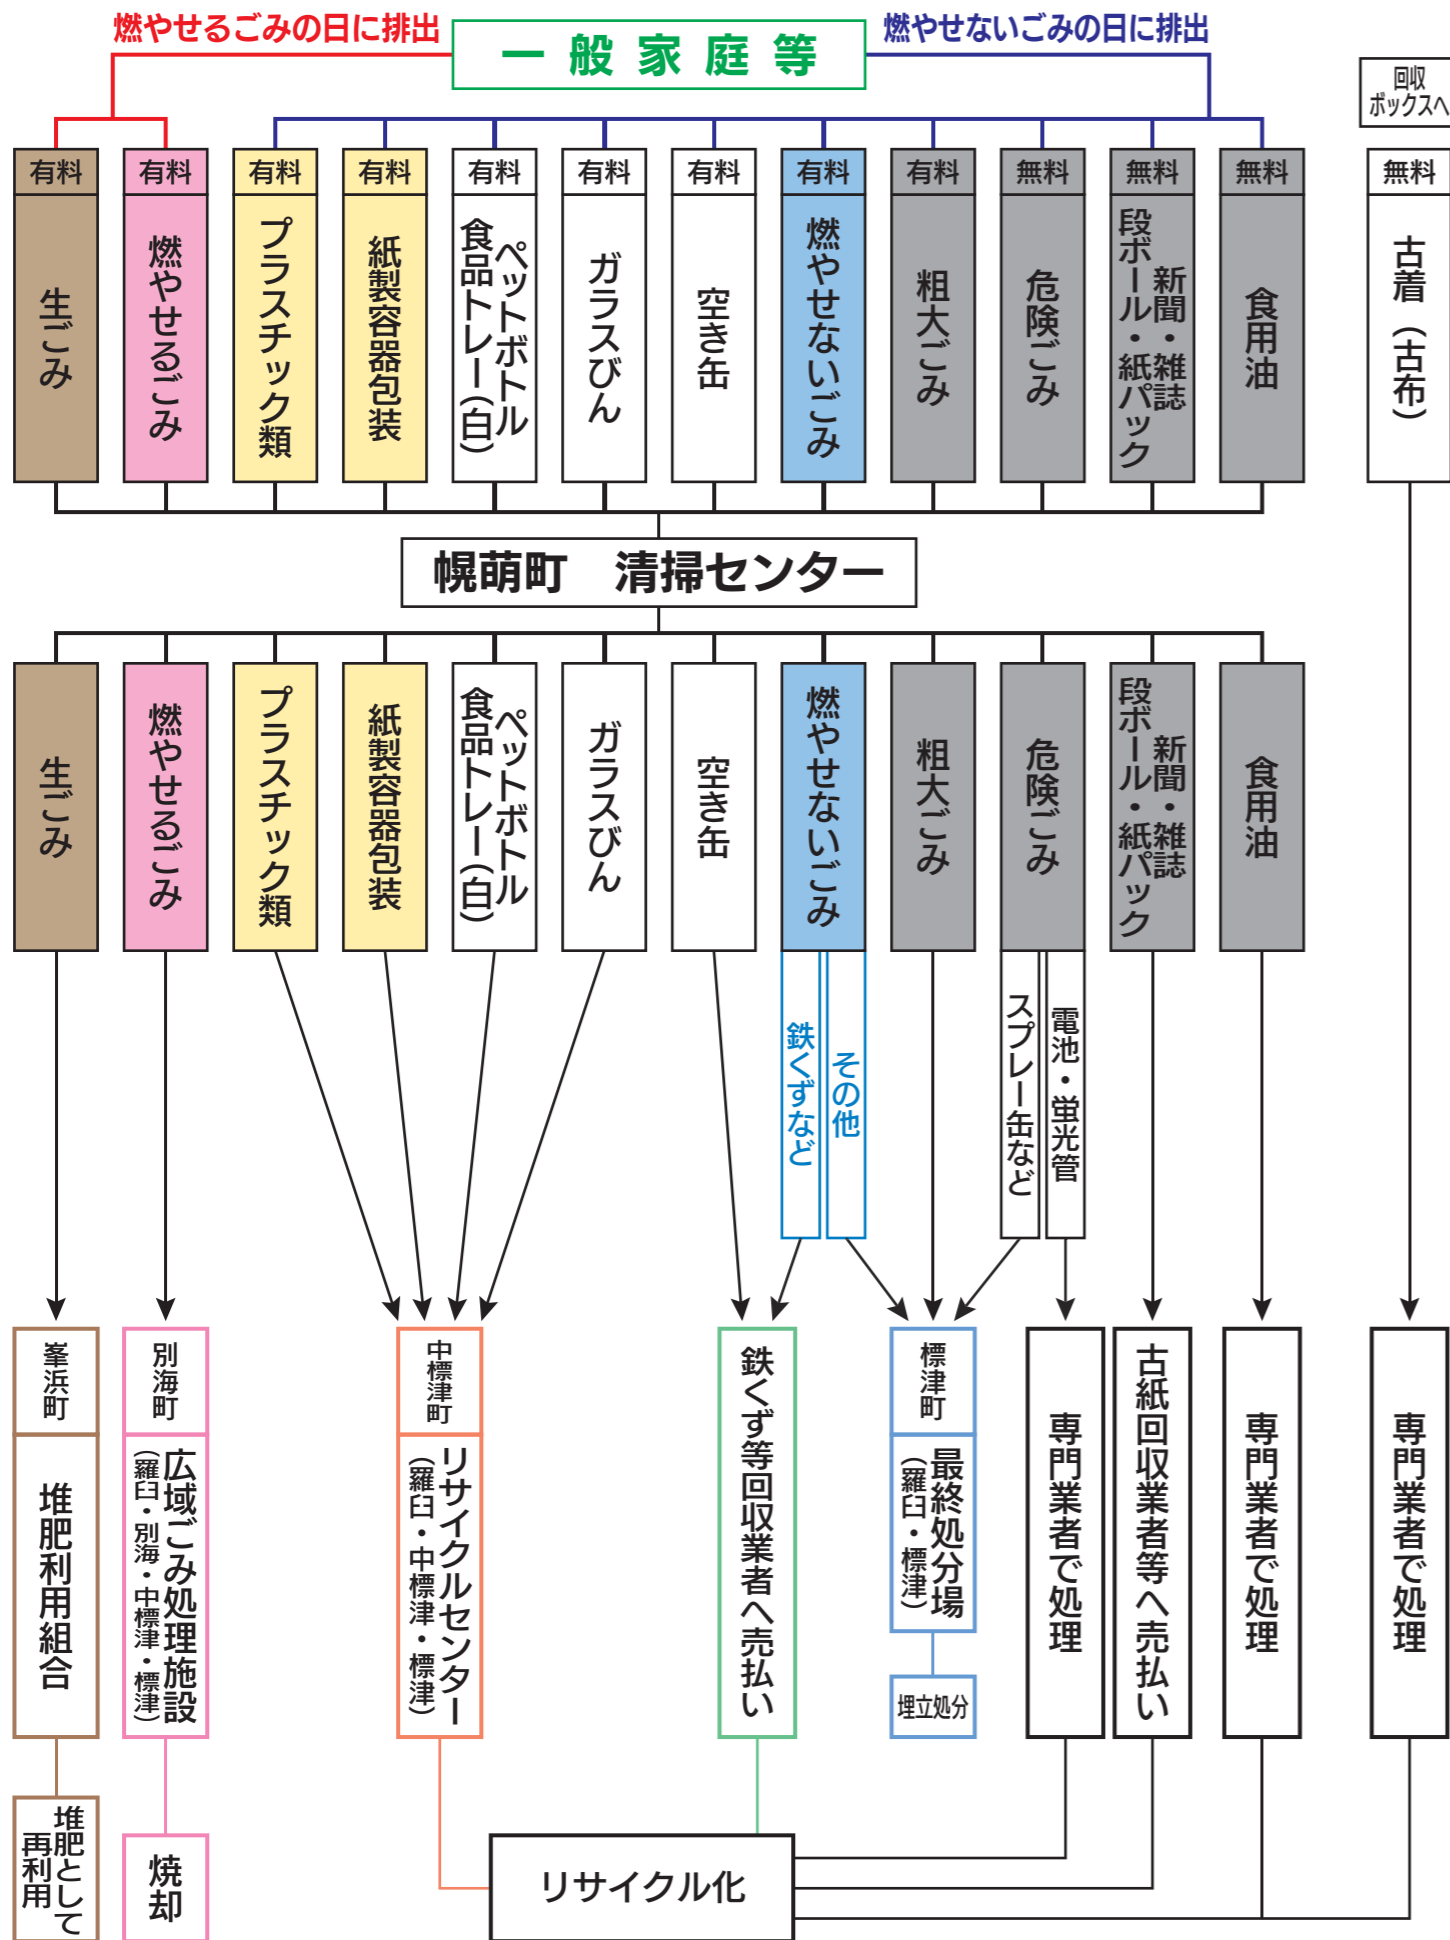 燃やせるごみの日に排出
一般家庭等
燃やせないごみの日に排出
回収
ボックスへ
有料
有料
有料
有料
有料
有料
有料
有料
有料
無料
無料
無料
無料
生ごみ
燃やせるごみ
プラスチック類
紙製容器包装
ペットボトル
食品トレー(白)
ガラスびん
空き缶
燃やせないごみ
粗大ごみ
危険ごみ
新聞・雑誌
段ボール・紙パック
食用油
古着(古布)
幌萌町　清掃センター
生ごみ
燃やせるごみ
プラスチック類
紙製容器包装
ペットボトル
食品トレー(白)
ガラスびん
空き缶
燃やせないごみ
粗大ごみ
危険ごみ
新聞・雑誌
段ボール・紙パック
食用油
鉄くずなど
その他
スプレー缶など
電池・蛍光管
峯浜町
堆肥利用組合
別海町
広域ごみ処理施設
(羅臼・別海・中標津・標津)
中標津町
リサイクルセンター
(羅臼・中標津・標津)
鉄くず等回収業者へ売払い
標津町
最終処分場
(羅臼・標津)
埋立処分
専門業者で処理
古紙回収業者等へ売払い
専門業者で処理
専門業者で処理
堆肥として
再利用
焼却
リサイクル化